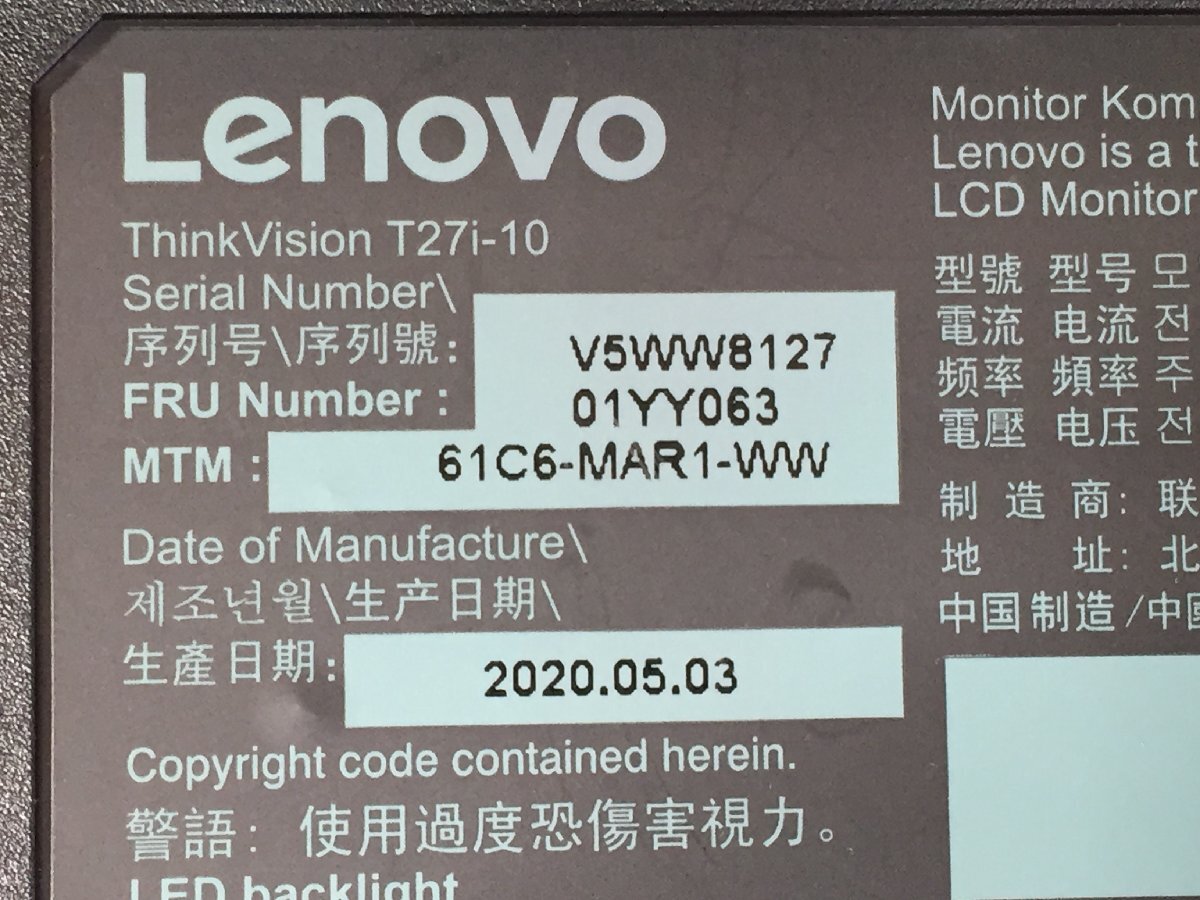 Lenovo
ThinkVision T27i-10
Serial Number\
序列号\序列號: V5WW8127
FRU Number : 01YY063
MTM : 61C6-MAR1-WW
Date of Manufacture\
제조년월\生产日期\
生產日期: 2020.05.03
Copyright code contained herein.
警語: 使用過度恐傷害視力。
LED backlight
Monitor Kom
Lenovo is a t
LCD Monitor
型號 型号 모
電流 电流 전
频率 頻率 주
電壓 电压 전
制 造 商: 联
地 址: 北
中国制造/中國